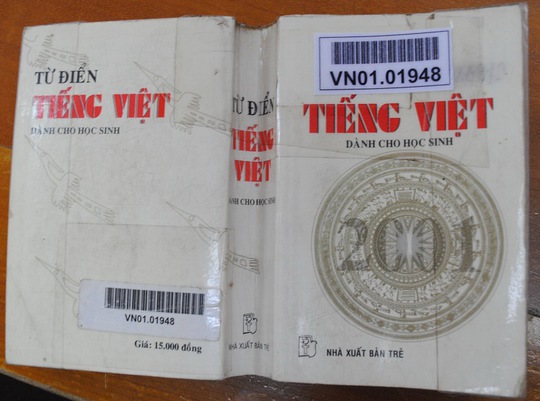 TỪ ĐIỂN
TIẾNG VIỆT
DÀNH CHO HỌC SINH
VN01.01948
Giá: 15.000 đồng
TỪ ĐIỂN
TIẾNG
VIỆT
DÀNH CHO HỌC SINH
NHÀ XUẤT BẢN TRẺ
VN01.01948
TIẾNG VIỆT
DÀNH CHO HỌC SINH
2001
NHÀ XUẤT BẢN TRẺ